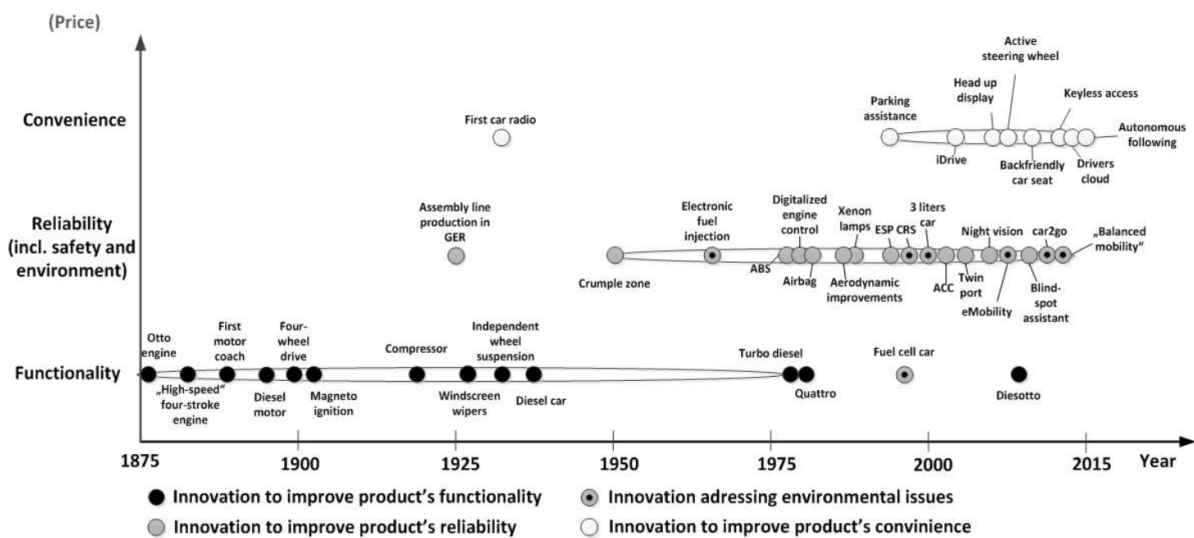 (Price)
Convenience
First car radio
Parking
assistance
iDrive
Head up
display
Active
steering wheel
Backfriendly
car seat
Keyless access
Drivers
cloud
Autonomous
following
Reliability
(incl. safety and
environment)
Assembly line
production in
GER
Crumple zone
Electronic
fuel
injection
ABS
Digitalized
engine
control
Airbag
Xenon
lamps
Aerodynamic
improvements
ESP CRS
3 liters
car
ACC
Twin
port
Night vision
eMobility
Blind-
spot
assistant
car2go
„Balanced
mobility“
Functionality
Otto
engine
„High-speed“
four-stroke
engine
First
motor
coach
Diesel
motor
Four-
wheel
drive
Magneto
ignition
Compressor
Windscreen
wipers
Independent
wheel
suspension
Diesel car
Turbo diesel
Quattro
Fuel cell car
Diesotto
1875 1900 1925 1950 1975 2000 2015 Year
Innovation to improve product's functionality
Innovation adressing environmental issues
Innovation to improve product's reliability
Innovation to improve product's convinience